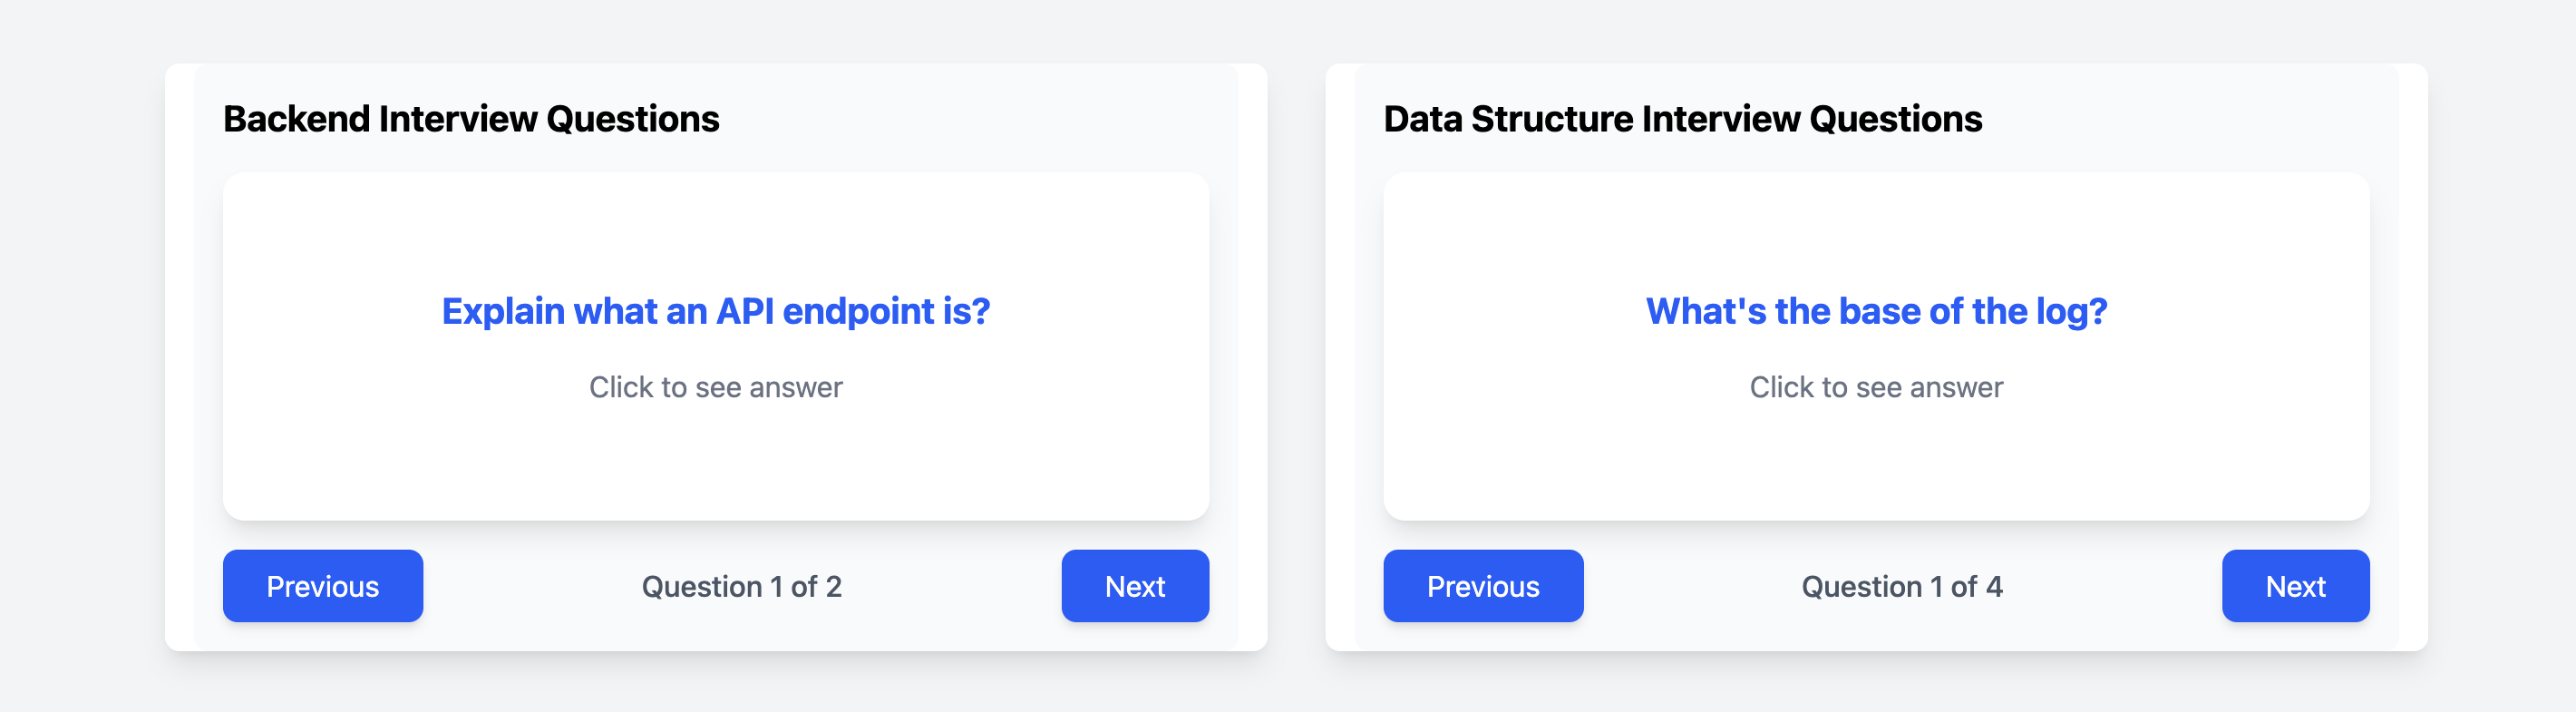 Backend Interview Questions
Explain what an API endpoint is?
Click to see answer
Previous
Question 1 of 2
Next
Data Structure Interview Questions
What's the base of the log?
Click to see answer
Previous
Question 1 of 4
Next